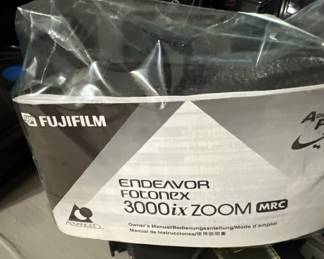 FUJIFILM
ENDEAVOR
FOTONEX
3000ix ZOOM MRC
Owner's Manual/Bedienungsanleitung/Mode d'emploi
Manual de Instrucciones/使用説明書